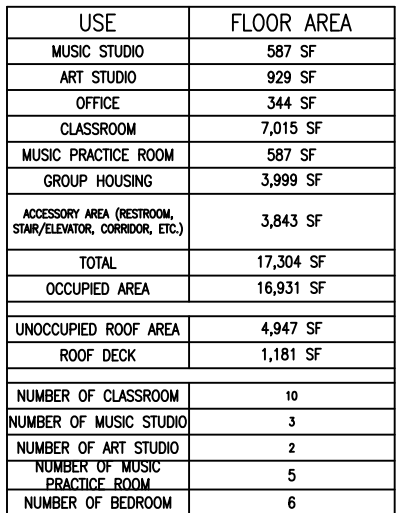 USE FLOOR AREA
MUSIC STUDIO 587 SF
ART STUDIO 929 SF
OFFICE 344 SF
CLASSROOM 7,015 SF
MUSIC PRACTICE ROOM 587 SF
GROUP HOUSING 3,999 SF
ACCESSORY AREA (RESTROOM,
STAIR/ELEVATOR, CORRIDOR, ETC.) 3,843 SF
TOTAL 17,304 SF
OCCUPIED AREA 16,931 SF
UNOCCUPIED ROOF AREA 4,947 SF
ROOF DECK 1,181 SF
NUMBER OF CLASSROOM 10
NUMBER OF MUSIC STUDIO 3
NUMBER OF ART STUDIO 2
NUMBER OF MUSIC
PRACTICE ROOM 5
NUMBER OF BEDROOM 6